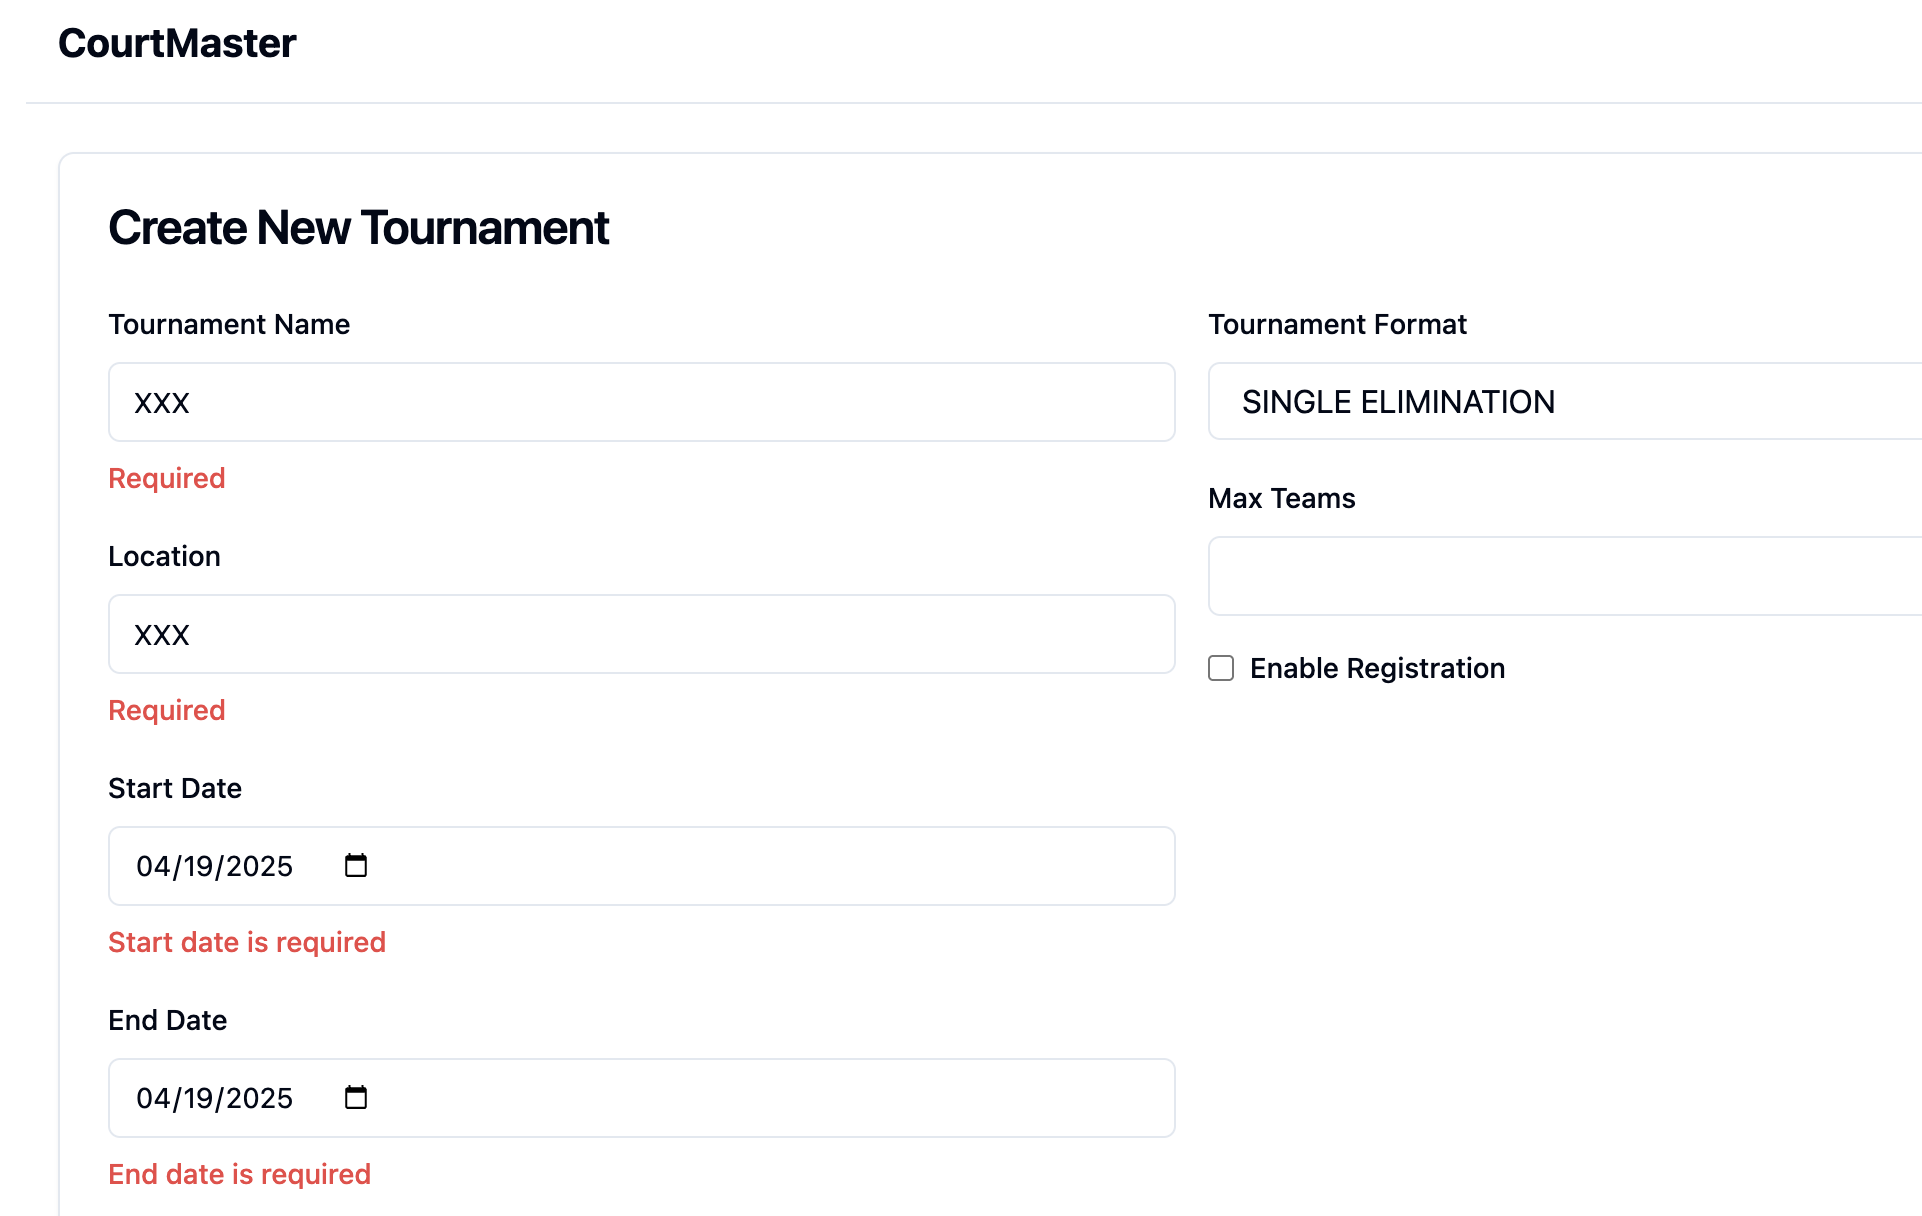 CourtMaster
Create New Tournament
Tournament Name
XXX
Required
Location
XXX
Required
Start Date
04/19/2025
Start date is required
End Date
04/19/2025
End date is required
Tournament Format
SINGLE ELIMINATION
Max Teams
Enable Registration